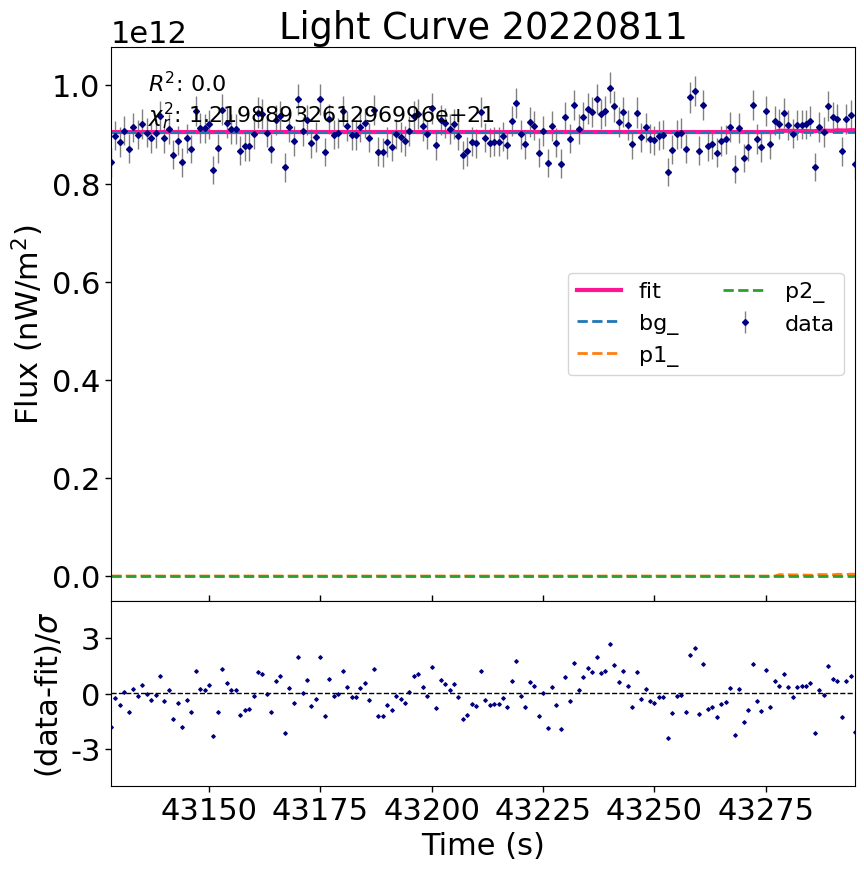 Light Curve 20220811
1e12
R²: 0.0
χ²ᵣ: 1.2198893261296996e+21
1.0
0.8
0.6
0.4
0.2
0.0
Flux (nW/m²)
fit
bg_
p1_
p2_
data
3
0
-3
(data-fit)/σ
43150 43175 43200 43225 43250 43275
Time (s)